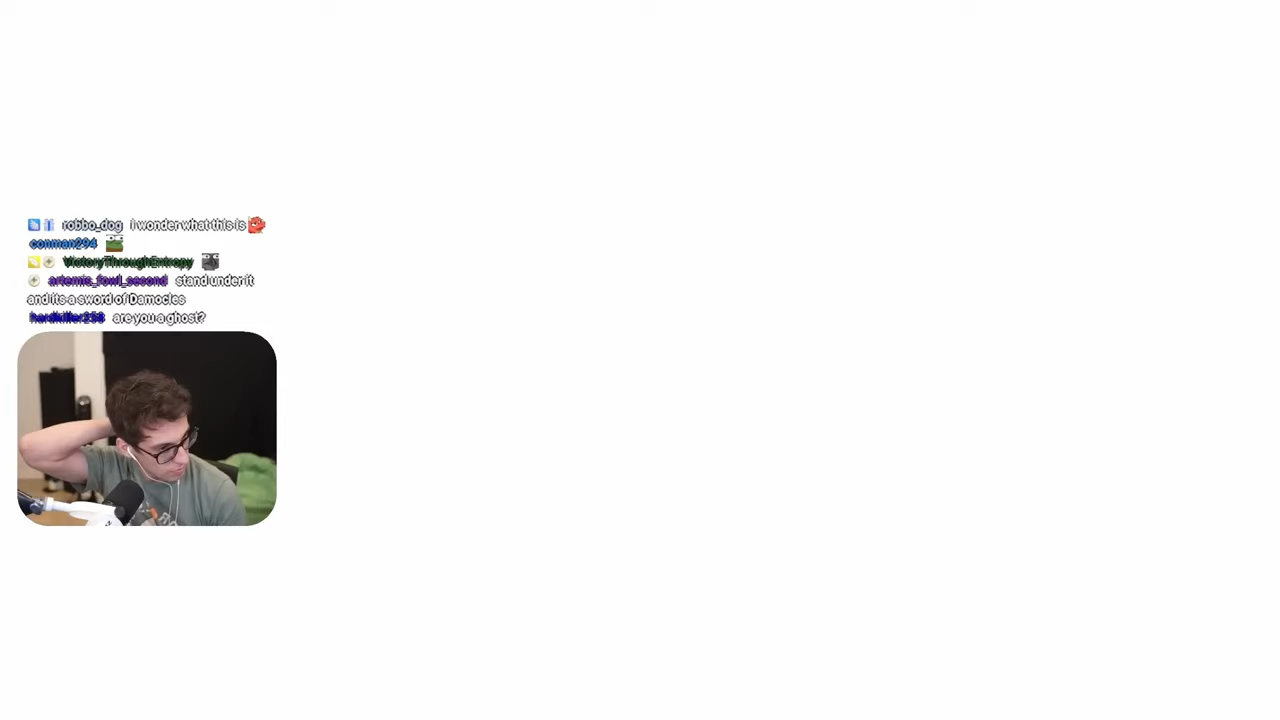 robbo_dog i wonder what this is
conman294
VictoryThroughEntropy
artemis_fowl_second stand under it
and its a sword of Damocles
hardkiller258 are you a ghost?